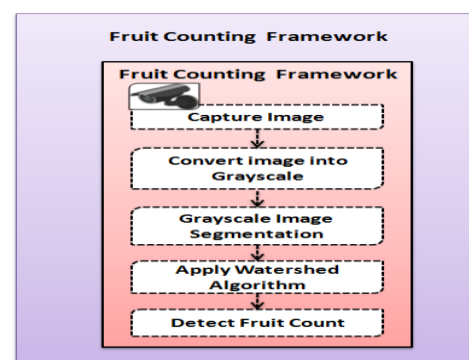 Fruit Counting Framework
Fruit Counting Framework
Capture Image
Convert image into
Grayscale
Grayscale Image
Segmentation
Apply Watershed
Algorithm
Detect Fruit Count